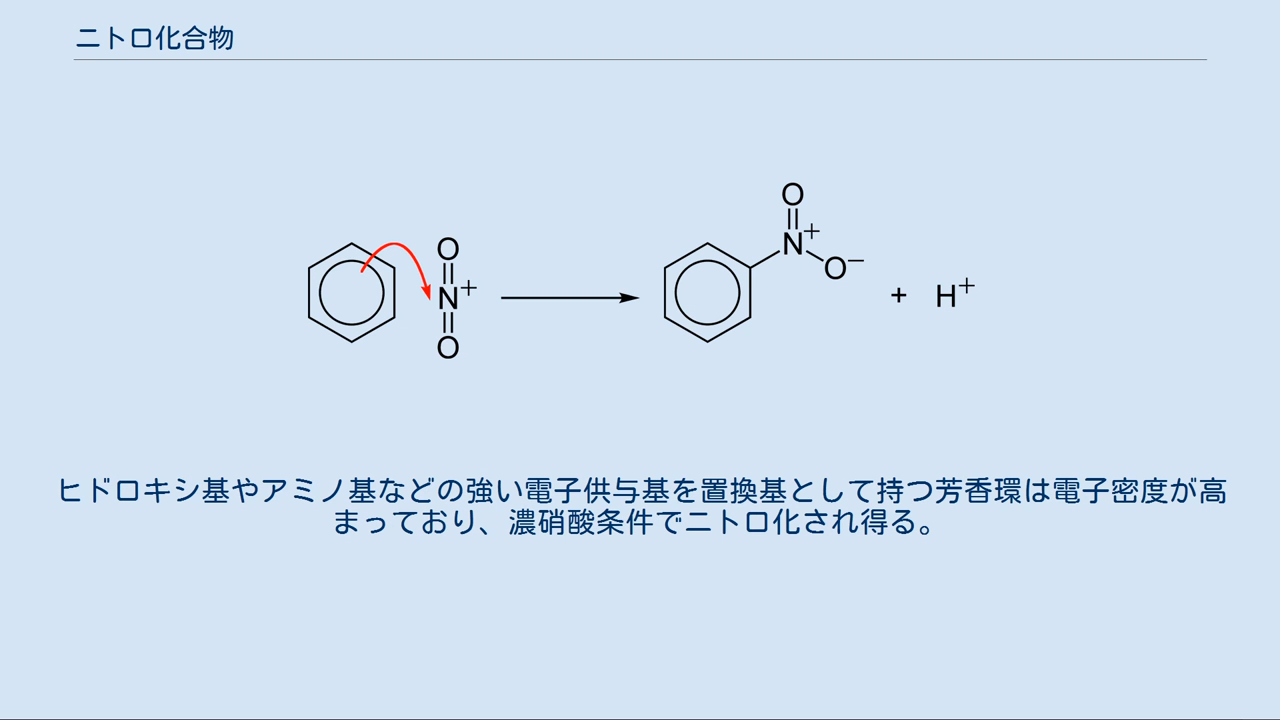 ニトロ化合物
O
N+
O
O
N+
O−
+ H+
ヒドロキシ基やアミノ基などの強い電子供与基を置換基として持つ芳香環は電子密度が高
まっており、濃硝酸条件でニトロ化され得る。